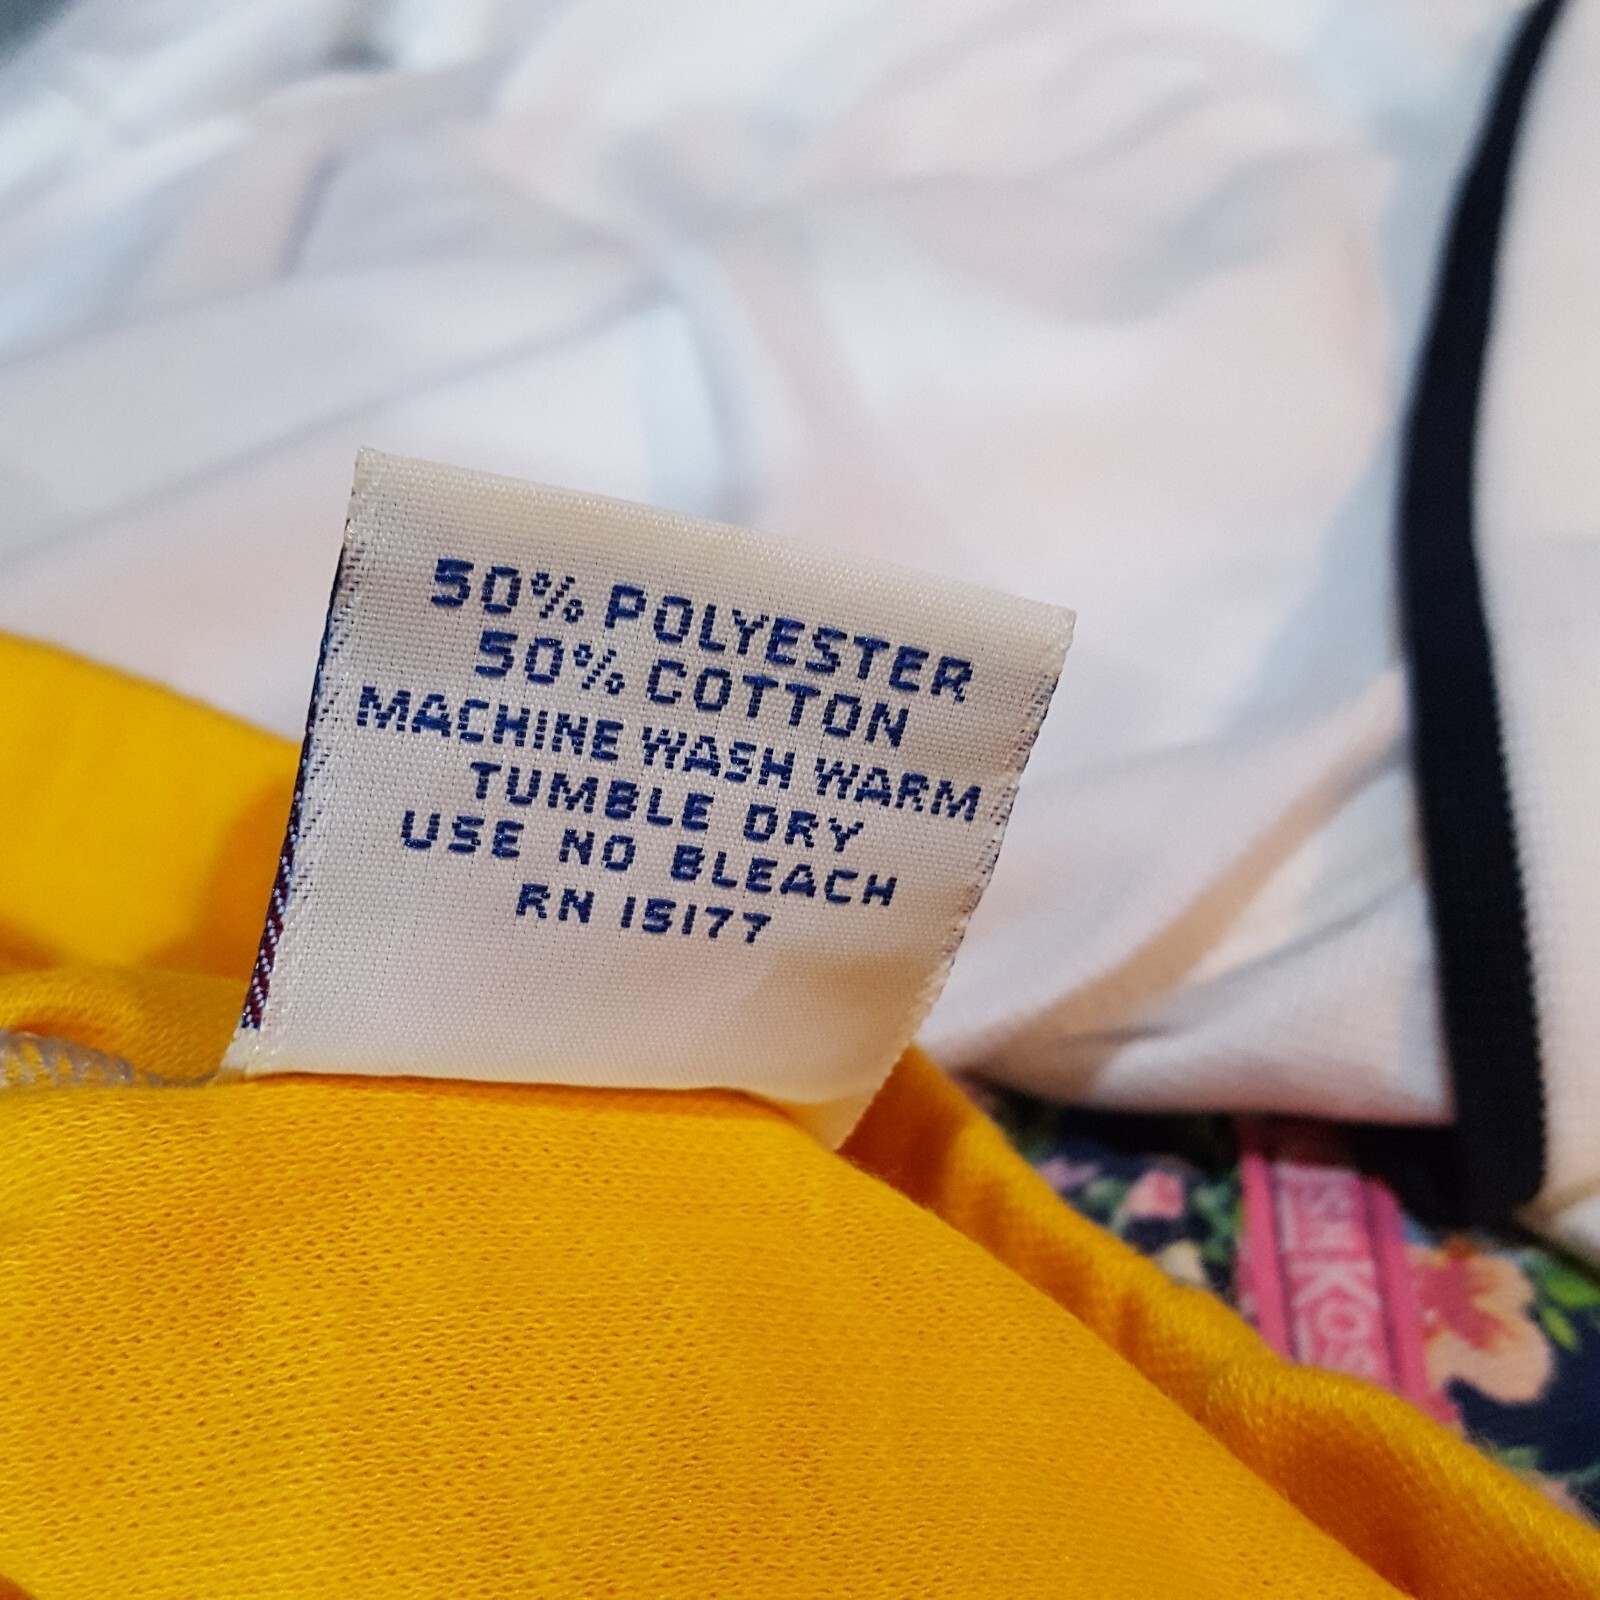 50% POLYESTER
50% COTTON
MACHINE WASH WARM
TUMBLE DRY
USE NO BLEACH
RN 15177